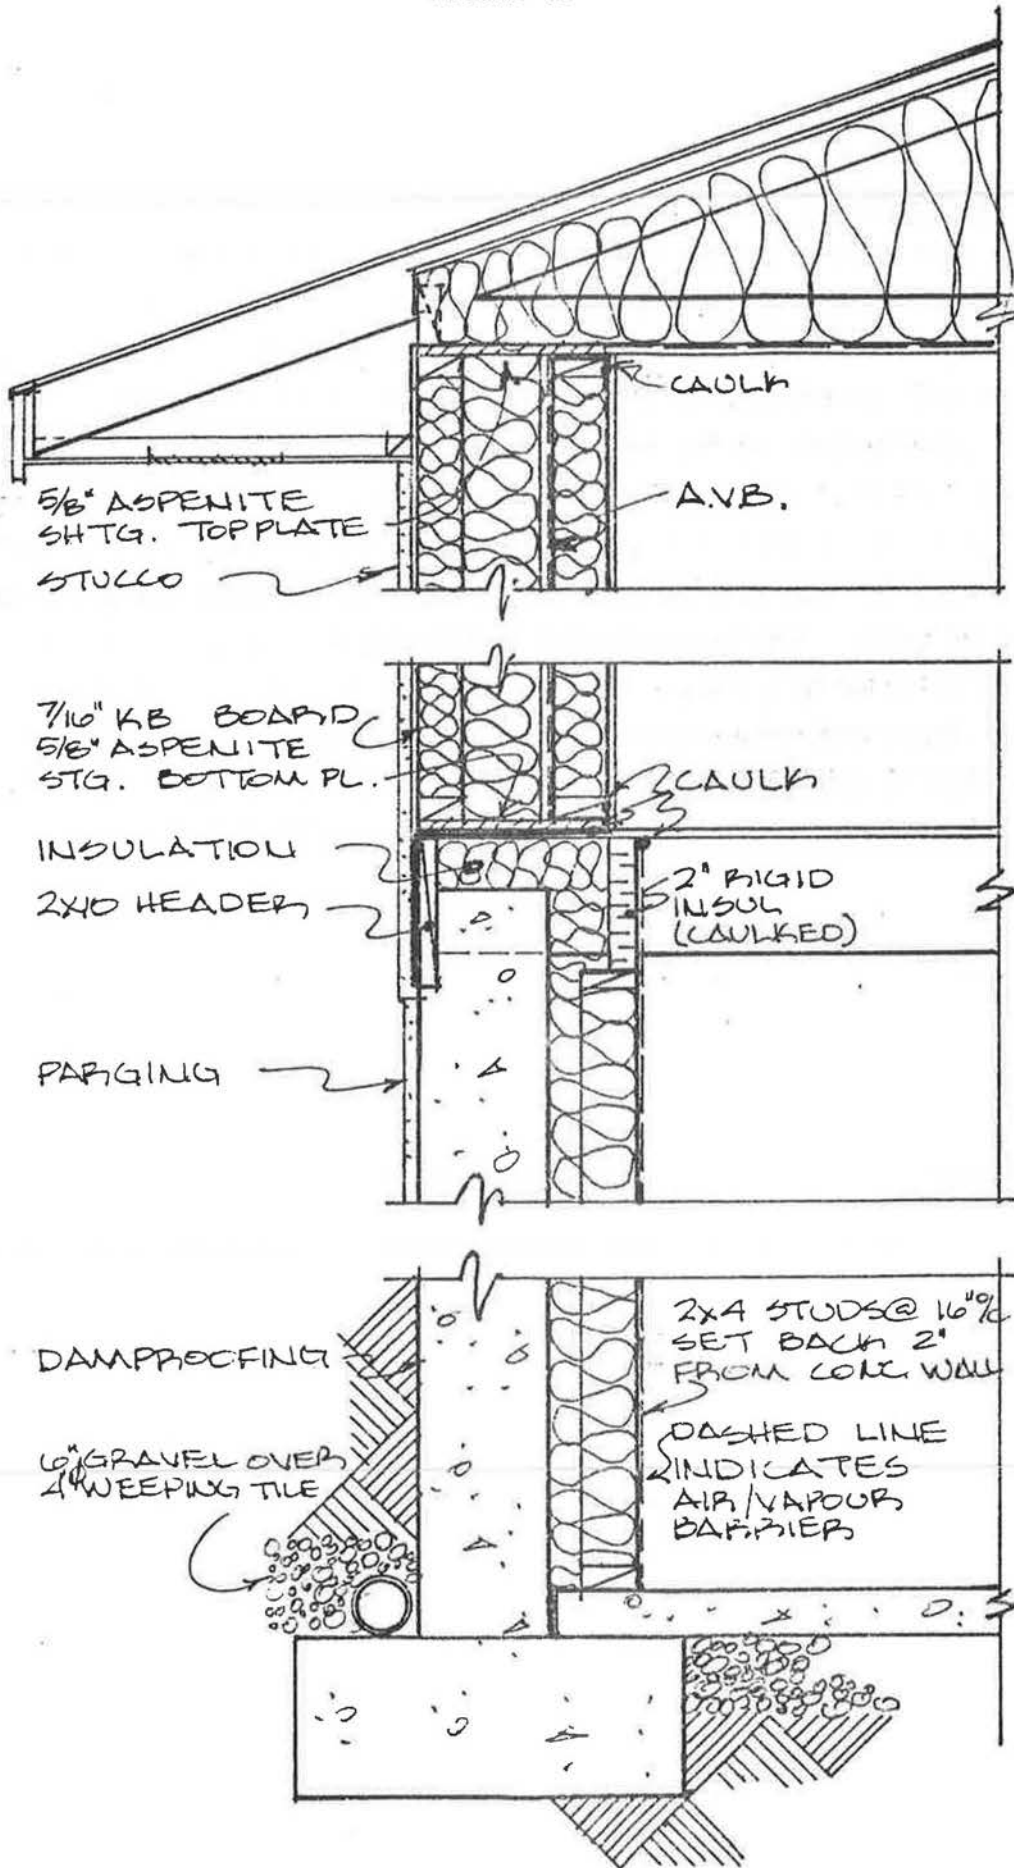 CAULK
A.V.B.
5/8" ASPENITE
SHTG. TOP PLATE
STUCCO
7/16" KB BOARD
5/8" ASPENITE
STG. BOTTOM PL.
CAULK
INSULATION
2X10 HEADER
2" RIGID
INSUL
(CAULKED)
PARGING
DAMPROOFING
6" GRAVEL OVER
4" WEEPING TILE
2x4 STUDS @ 16" o/c
SET BACK 2"
FROM CONC. WALL
DASHED LINE
INDICATES
AIR/VAPOUR
BARRIER